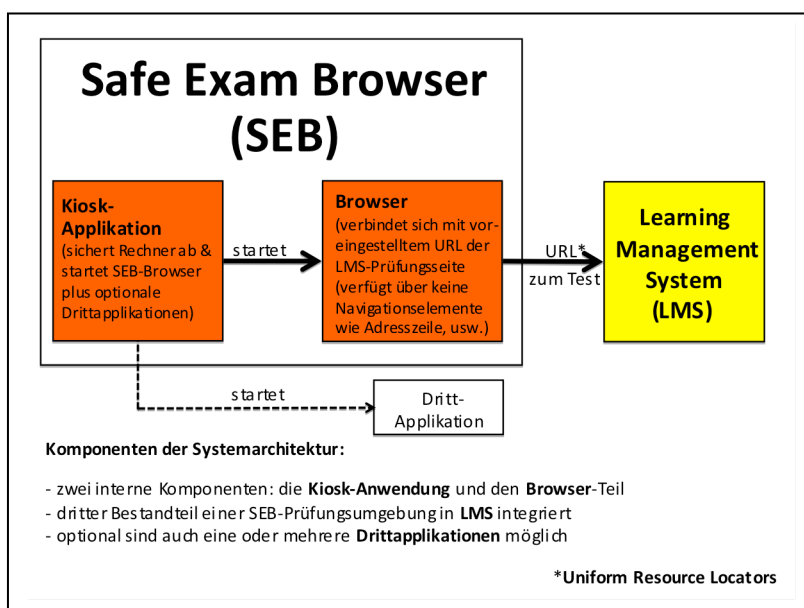 Safe Exam Browser
(SEB)
Kiosk-
Applikation
(sichert Rechner ab &
startet SEB-Browser
plus optionale
Drittapplikationen)
startet
Browser
(verbindet sich mit vor-
eingestelltem URL der
LMS-Prüfungsseite
(verfügt über keine
Navigationselemente
wie Adresszeile, usw.)
URL*
zum Test
Learning
Management
System
(LMS)
startet
Dritt-
Applikation
Komponenten der Systemarchitektur:
- zwei interne Komponenten: die Kiosk-Anwendung und den Browser-Teil
- dritter Bestandteil einer SEB-Prüfungsumgebung in LMS integriert
- optional sind auch eine oder mehrere Drittapplikationen möglich
*Uniform Resource Locators